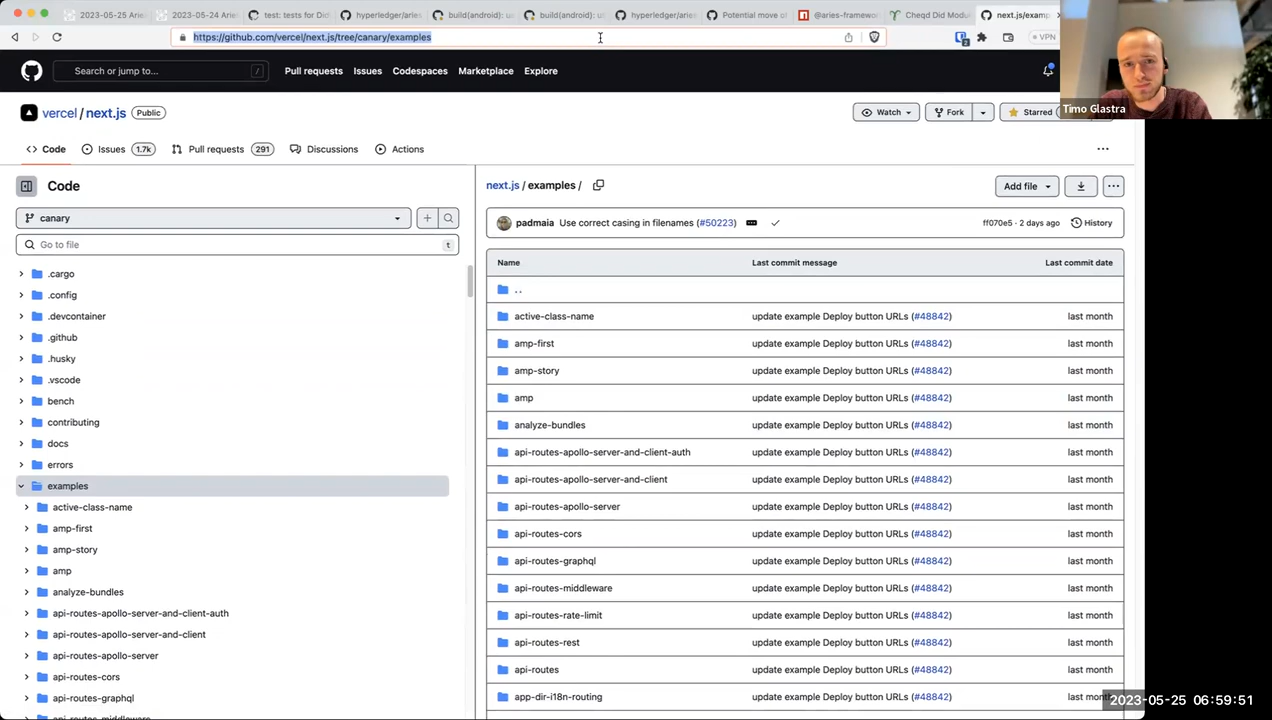 2023-05-25 Aries
2023-05-24 Aries
test: tests for Did
hyperledger/aries
build(android): u
build(android): u
hyperledger/aries
Potential move of
@aries-framewor
Cheqd Did Modu
next.js/examp
https://github.com/vercel/next.js/tree/canary/examples
VPN
Search or jump to...
/
Pull requests
Issues
Codespaces
Marketplace
Explore
Timo Glastra
vercel / next.js
Public
Watch
Fork
Starred
Code
Issues 1.7k
Pull requests 291
Discussions
Actions
Code
canary
Go to file
t
.cargo
.config
.devcontainer
.github
.husky
.vscode
bench
contributing
docs
errors
examples
active-class-name
amp-first
amp-story
amp
analyze-bundles
api-routes-apollo-server-and-client-auth
api-routes-apollo-server-and-client
api-routes-apollo-server
api-routes-cors
api-routes-graphql
api-routes-middleware
next.js / examples /
Add file
padmaia Use correct casing in filenames (#50223)
ff070e5 · 2 days ago
History
Name Last commit message Last commit date
..
active-class-name update example Deploy button URLs (#48842) last month
amp-first update example Deploy button URLs (#48842) last month
amp-story update example Deploy button URLs (#48842) last month
amp update example Deploy button URLs (#48842) last month
analyze-bundles update example Deploy button URLs (#48842) last month
api-routes-apollo-server-and-client-auth update example Deploy button URLs (#48842) last month
api-routes-apollo-server-and-client update example Deploy button URLs (#48842) last month
api-routes-apollo-server update example Deploy button URLs (#48842) last month
api-routes-cors update example Deploy button URLs (#48842) last month
api-routes-graphql update example Deploy button URLs (#48842) last month
api-routes-middleware update example Deploy button URLs (#48842) last month
api-routes-rate-limit update example Deploy button URLs (#48842) last month
api-routes-rest update example Deploy button URLs (#48842) last month
api-routes update example Deploy button URLs (#48842) last month
app-dir-i18n-routing update example Deploy button URLs (#48842) last month
2023-05-25 06:59:51